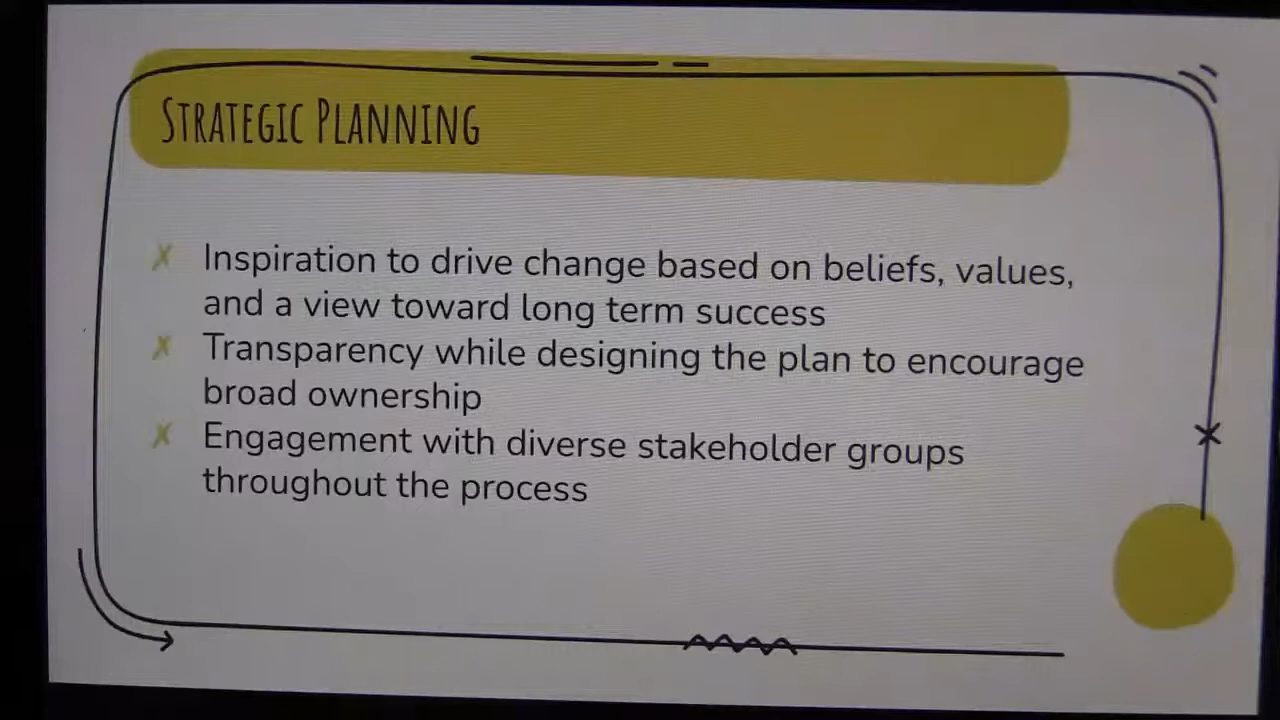 Strategic Planning
✗ Inspiration to drive change based on beliefs, values,
and a view toward long term success
✗ Transparency while designing the plan to encourage
broad ownership
✗ Engagement with diverse stakeholder groups
throughout the process